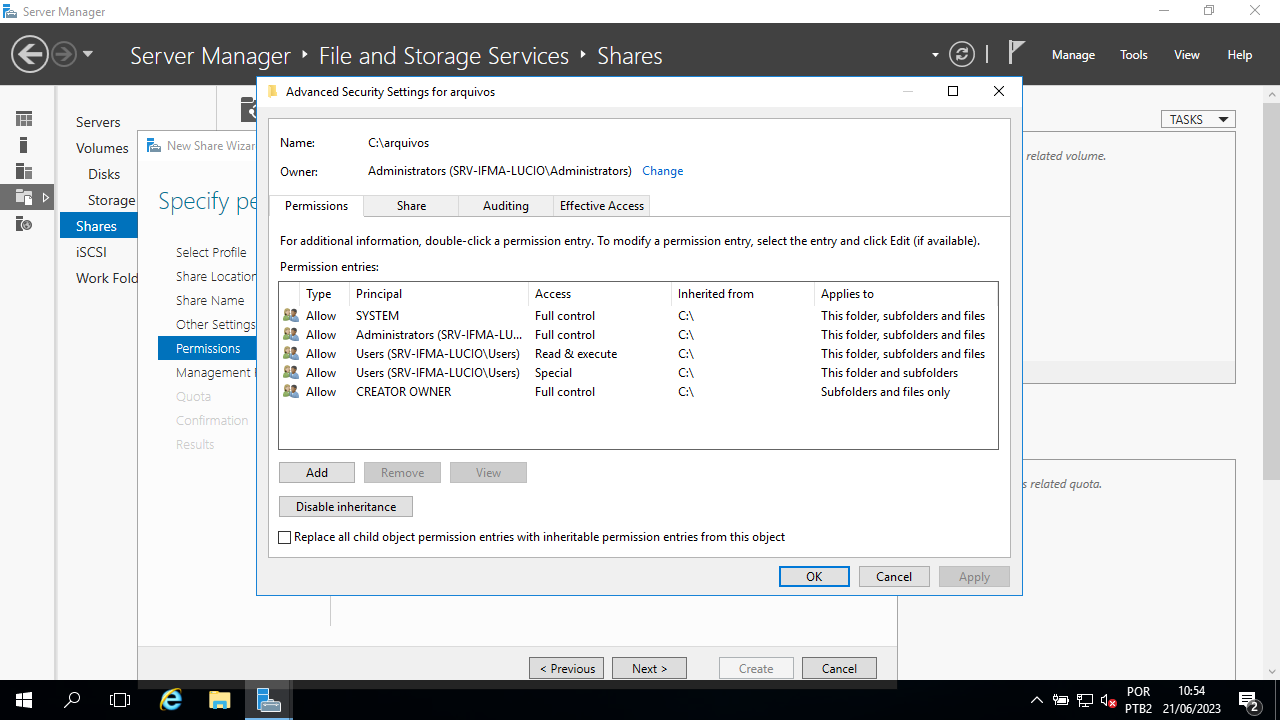 Server Manager
Server Manager ‣ File and Storage Services ‣ Shares
Manage Tools View Help
Servers
Volumes
Disks
Storage
Shares
iSCSI
Work Fold
TASKS
related volume.
s related quota.
New Share Wizar
Specify pe
Select Profile
Share Location
Share Name
Other Settings
Permissions
Management
Quota
Confirmation
Results
Advanced Security Settings for arquivos
Name: C:\arquivos
Owner: Administrators (SRV-IFMA-LUCIO\Administrators) Change
Permissions Share Auditing Effective Access
For additional information, double-click a permission entry. To modify a permission entry, select the entry and click Edit (if available).
Permission entries:
Type Principal Access Inherited from Applies to
Allow SYSTEM Full control C:\ This folder, subfolders and files
Allow Administrators (SRV-IFMA-LU... Full control C:\ This folder, subfolders and files
Allow Users (SRV-IFMA-LUCIO\Users) Read & execute C:\ This folder, subfolders and files
Allow Users (SRV-IFMA-LUCIO\Users) Special C:\ This folder and subfolders
Allow CREATOR OWNER Full control C:\ Subfolders and files only
Add Remove View
Disable inheritance
Replace all child object permission entries with inheritable permission entries from this object
OK Cancel Apply
< Previous Next > Create Cancel
POR 10:54
PTB2 21/06/2023
2